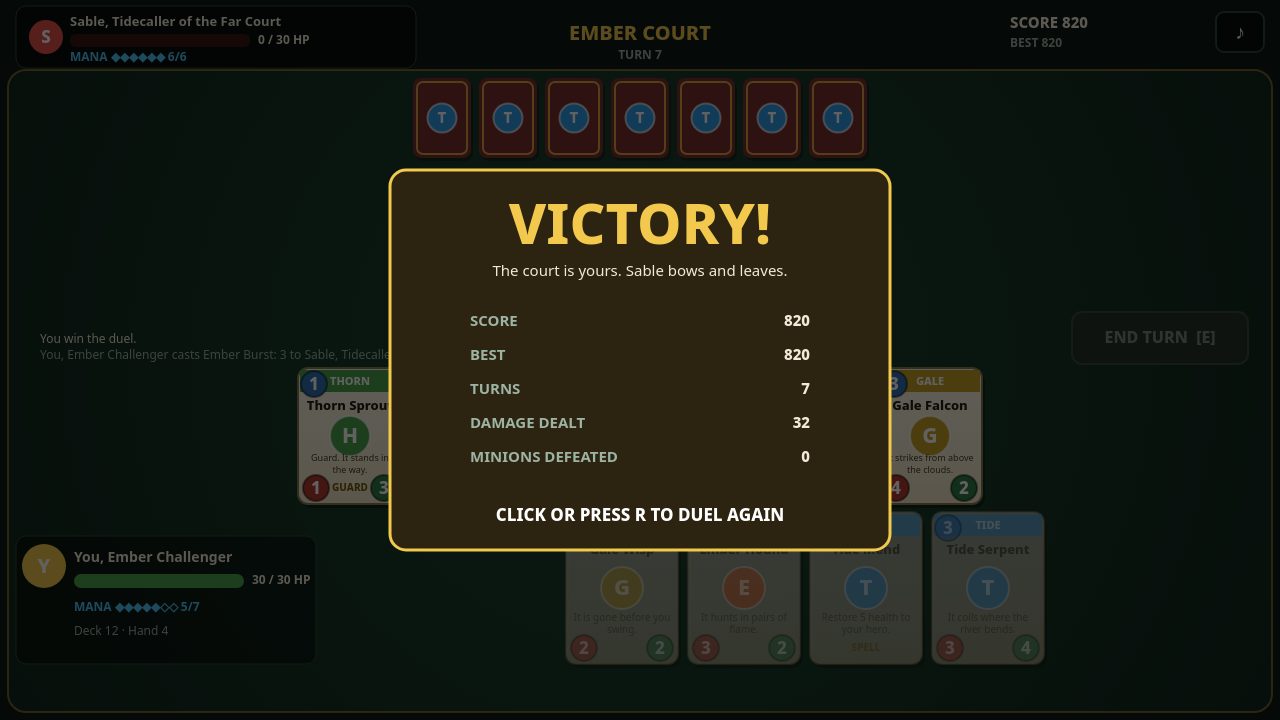 S
Sable, Tidecaller of the Far Court
0 / 30 HP
MANA ◆◆◆◆◆◆ 6/6
EMBER COURT
TURN 7
SCORE 820
BEST 820
♪
T T T T T T T
VICTORY!
The court is yours. Sable bows and leaves.
SCORE 820
BEST 820
TURNS 7
DAMAGE DEALT 32
MINIONS DEFEATED 0
CLICK OR PRESS R TO DUEL AGAIN
You win the duel.
You, Ember Challenger casts Ember Burst: 3 to Sable, Tidecalle
END TURN [E]
1 THORN
Thorn Sprout
H
Guard. It stands in
the way.
1 GUARD 3
3 GALE
Gale Falcon
G
strikes from above
the clouds.
4 2
Y
You, Ember Challenger
30 / 30 HP
MANA ◆◆◆◆◆◇◇ 5/7
Deck 12 · Hand 4
G
It is gone before you
swing.
2 2
E
It hunts in pairs of
flame.
3 2
T
Restore 5 health to
your hero.
SPELL
3 TIDE
Tide Serpent
T
It coils where the
river bends.
3 4